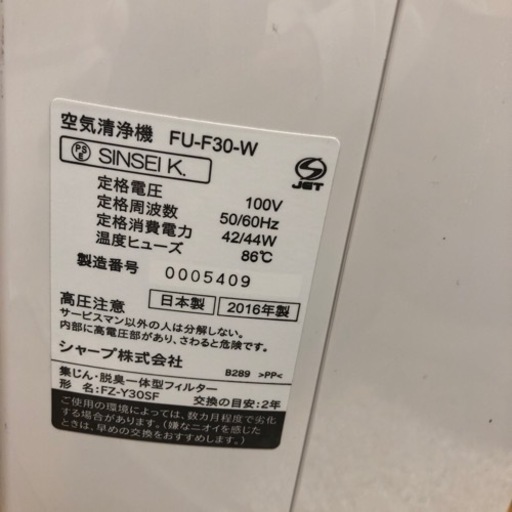 空気清浄機 FU-F30-W
PS E SINSEI K.
JET
定格電圧 100V
定格周波数 50/60Hz
定格消費電力 42/44W
温度ヒューズ 86℃
製造番号 0005409
高圧注意 日本製 2016年製
サービスマン以外の人は分解しない。
内部に高電圧部があり、さわると危険です。
シャープ株式会社 B289 >PP<
集じん・脱臭一体型フィルター
形 名:FZ-Y30SF 交換の目安:2年
ご使用の環境によっては、数カ月程度で劣化
する場合があります。(嫌なニオイを感じた
ときは、早めの交換をおすすめします。)